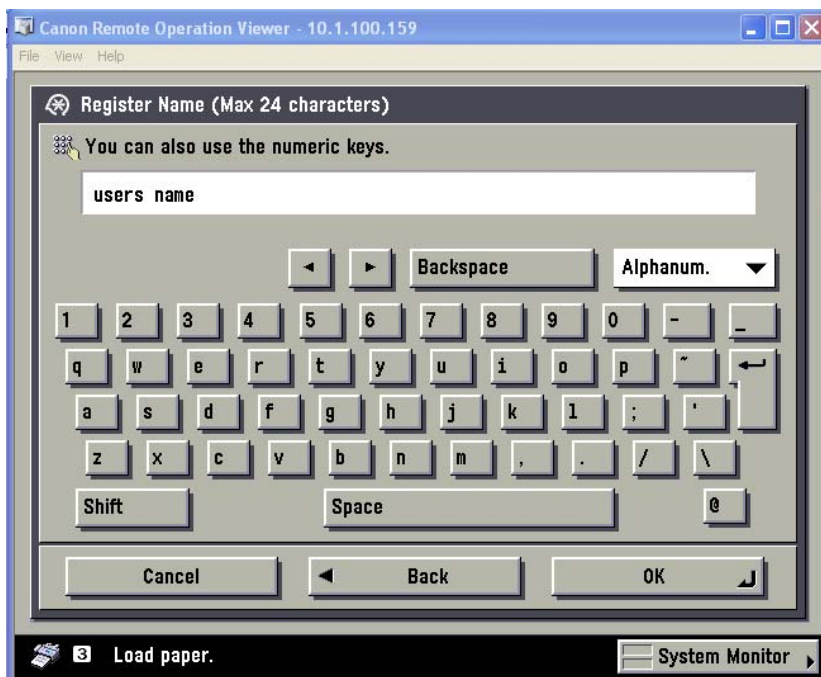 Canon Remote Operation Viewer - 10.1.100.159
File View Help
Register Name (Max 24 characters)
You can also use the numeric keys.
users name
◄ ► Backspace Alphanum. ▼
1 2 3 4 5 6 7 8 9 0 - _
q w e r t y u i o p ~
a s d f g h j k l ; '
z x c v b n m , . / \
Shift Space @
Cancel ◄ Back OK
3 Load paper. System Monitor